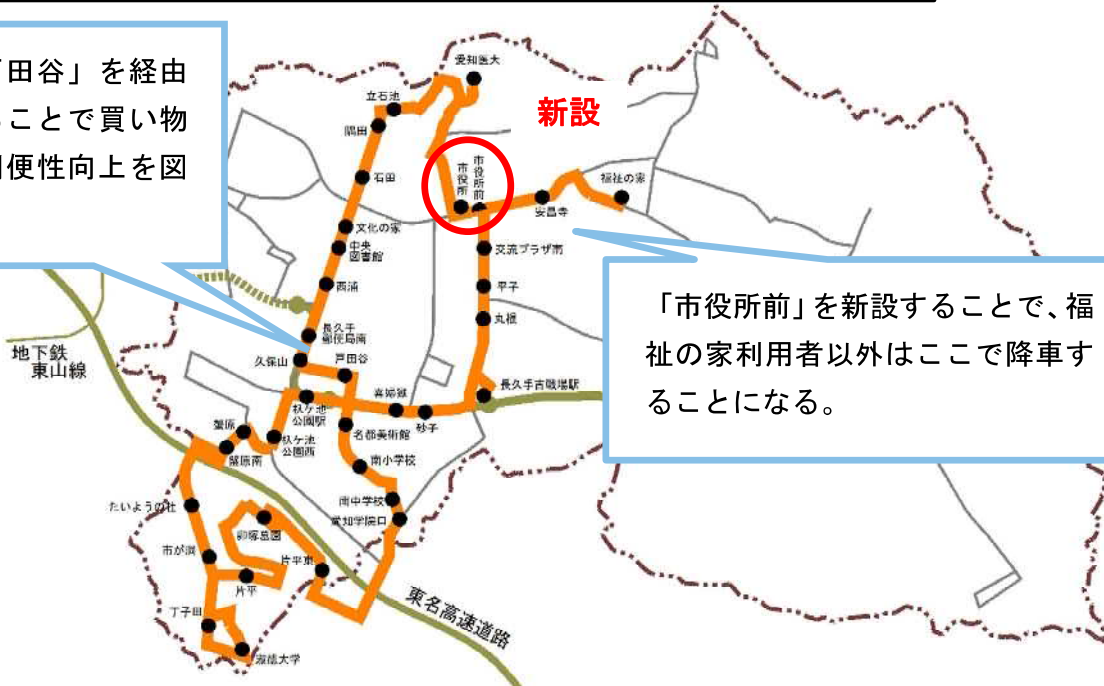 田谷」を経由
ことで買い物
便性向上を図
新設
愛知医大
立石池
隅田
石田
文化の家
中央
図書館
西浦
長久手
郵便局南
久保山
戸田谷
市役所
市役所前
安昌寺
福祉の家
交流プラザ前
平子
丸根
長久手古戦場駅
「市役所前」を新設することで、福
祉の家利用者以外はここで降車す
ることになる。
地下鉄
東山線
杁ケ池
公園駅
喜婦嶽
砂子
名都美術館
蟹原
蟹原南
杁ケ池
公園西
南小学校
南中学校
愛知学院口
たいようの杜
卯塚墓園
市が洞
片平東
片平
丁子田
淑徳大学
東名高速道路